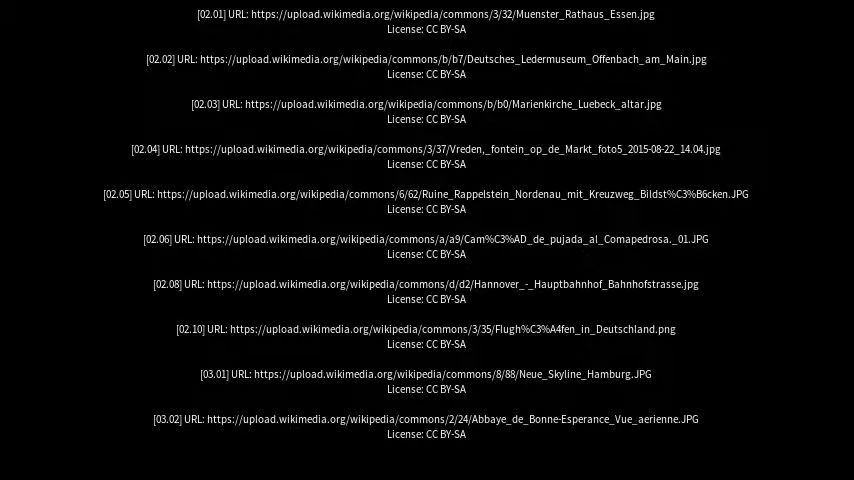 [02.01] URL: https://upload.wikimedia.org/wikipedia/commons/3/32/Muenster_Rathaus_Essen.jpg
License: CC BY-SA
[02.02] URL: https://upload.wikimedia.org/wikipedia/commons/b/b7/Deutsches_Ledermuseum_Offenbach_am_Main.jpg
License: CC BY-SA
[02.03] URL: https://upload.wikimedia.org/wikipedia/commons/b/b0/Marienkirche_Luebeck_altar.jpg
License: CC BY-SA
[02.04] URL: https://upload.wikimedia.org/wikipedia/commons/3/37/Vreden,_fontein_op_de_Markt_foto5_2015-08-22_14.04.jpg
License: CC BY-SA
[02.05] URL: https://upload.wikimedia.org/wikipedia/commons/6/62/Ruine_Rappelstein_Nordenau_mit_Kreuzweg_Bildst%C3%B6cken.JPG
License: CC BY-SA
[02.06] URL: https://upload.wikimedia.org/wikipedia/commons/a/a9/Cam%C3%AD_de_pujada_al_Comapedrosa._01.JPG
License: CC BY-SA
[02.08] URL: https://upload.wikimedia.org/wikipedia/commons/d/d2/Hannover_-_Hauptbahnhof_Bahnhofstrasse.jpg
License: CC BY-SA
[02.10] URL: https://upload.wikimedia.org/wikipedia/commons/3/35/Flugh%C3%A4fen_in_Deutschland.png
License: CC BY-SA
[03.01] URL: https://upload.wikimedia.org/wikipedia/commons/8/88/Neue_Skyline_Hamburg.JPG
License: CC BY-SA
[03.02] URL: https://upload.wikimedia.org/wikipedia/commons/2/24/Abbaye_de_Bonne-Esperance_Vue_aerienne.JPG
License: CC BY-SA